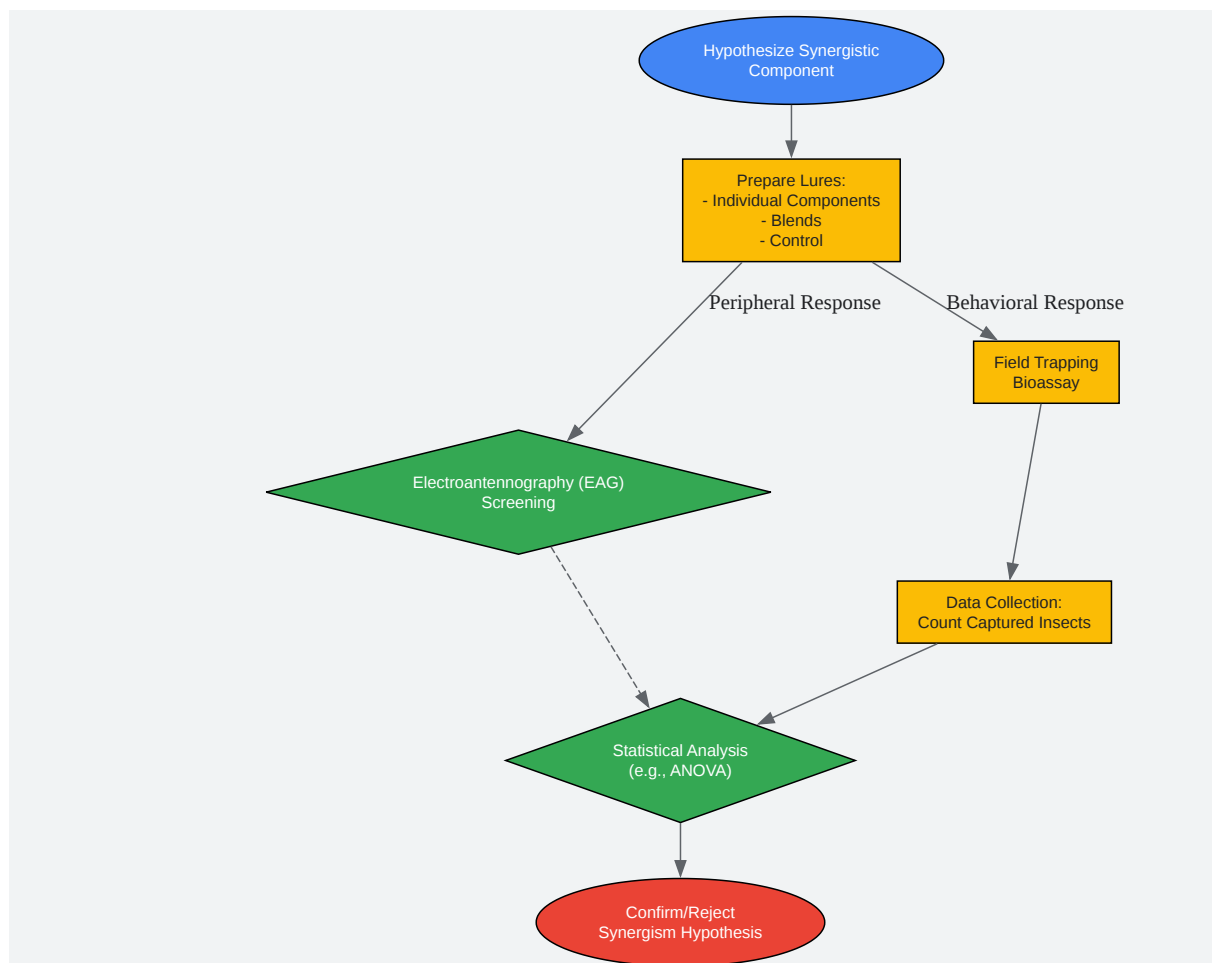 Hypothesize Synergistic
Component
Prepare Lures:
- Individual Components
- Blends
- Control
Peripheral Response
Behavioral Response
Field Trapping
Bioassay
Electroantennography (EAG)
Screening
Data Collection:
Count Captured Insects
Statistical Analysis
(e.g., ANOVA)
Confirm/Reject
Synergism Hypothesis